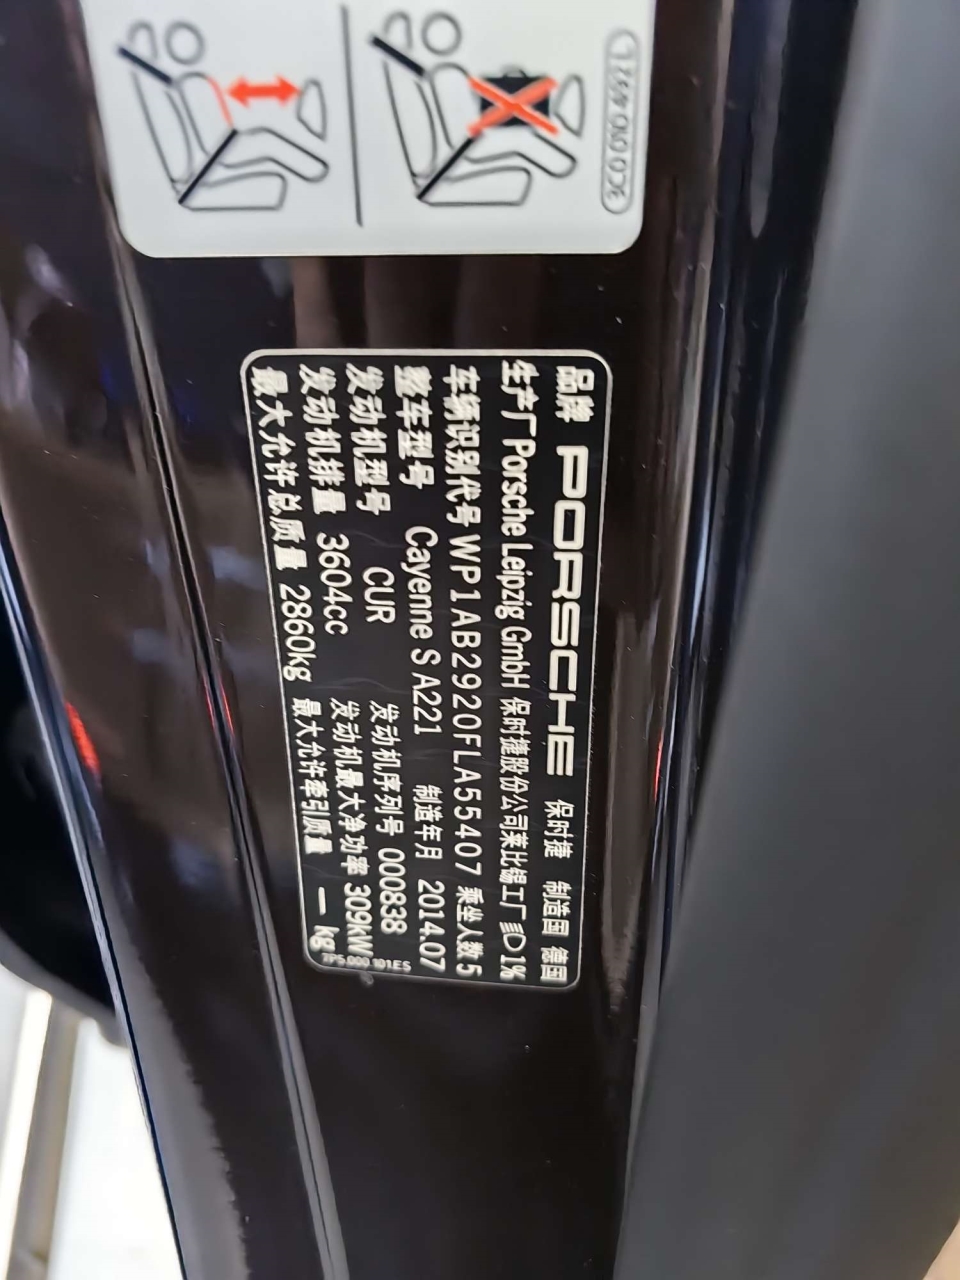 品牌 PORSCHE 保时捷 制造国 德国
生产厂 Porsche Leipzig GmbH 保时捷股份公司莱比锡工厂 D1%
车辆识别代号 WP1AB2920FLA55407 乘坐人数 5
整车型号 Cayenne S A221 制造年月 2014.07
发动机型号 CUR 发动机序列号 000838
发动机排量 3604cc 发动机最大净功率 309kW
最大允许总质量 2860kg 最大允许牵引质量 — kg
7P5.000.101ES